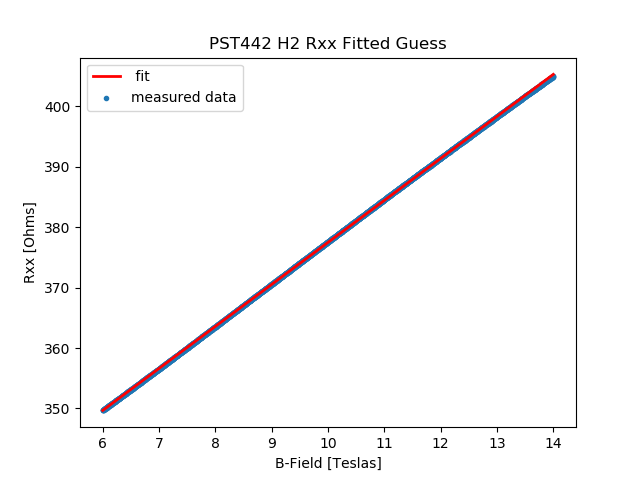 PST442 H2 Rxx Fitted Guess
fit
measured data
400
390
380
370
360
350
Rxx [Ohms]
6 7 8 9 10 11 12 13 14
B-Field [Teslas]